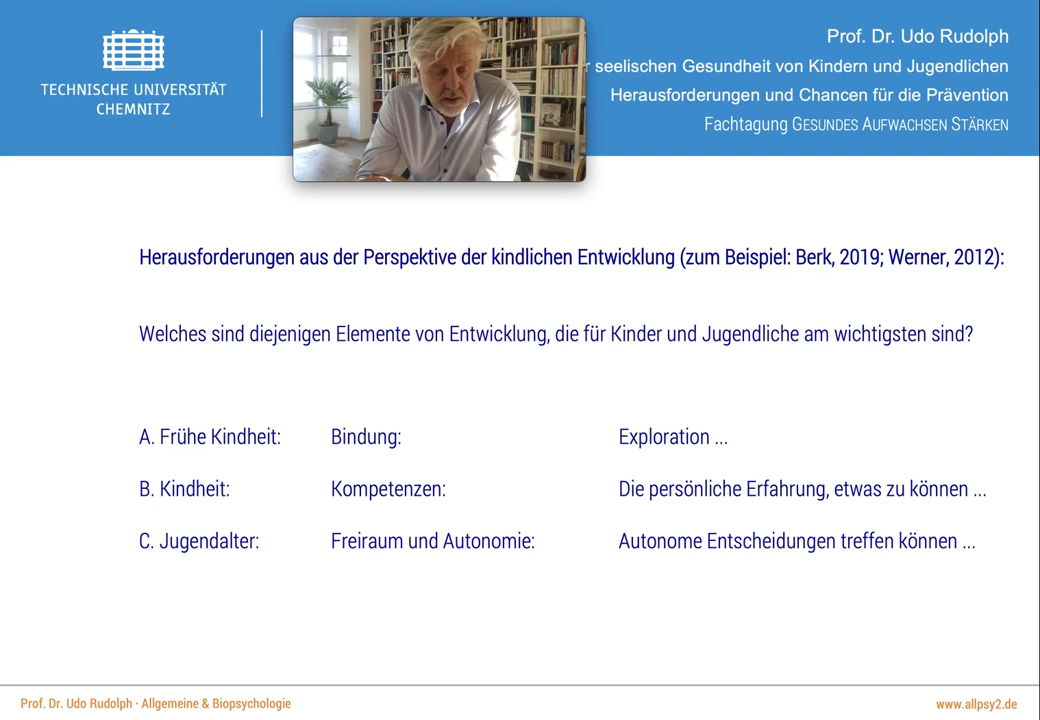 TECHNISCHE UNIVERSITÄT
CHEMNITZ
Prof. Dr. Udo Rudolph
seelischen Gesundheit von Kindern und Jugendlichen
Herausforderungen und Chancen für die Prävention
Fachtagung GESUNDES AUFWACHSEN STÄRKEN
Herausforderungen aus der Perspektive der kindlichen Entwicklung (zum Beispiel: Berk, 2019; Werner, 2012):
Welches sind diejenigen Elemente von Entwicklung, die für Kinder und Jugendliche am wichtigsten sind?
A. Frühe Kindheit: Bindung: Exploration ...
B. Kindheit: Kompetenzen: Die persönliche Erfahrung, etwas zu können ...
C. Jugendalter: Freiraum und Autonomie: Autonome Entscheidungen treffen können ...
Prof. Dr. Udo Rudolph · Allgemeine & Biopsychologie
www.allpsy2.de